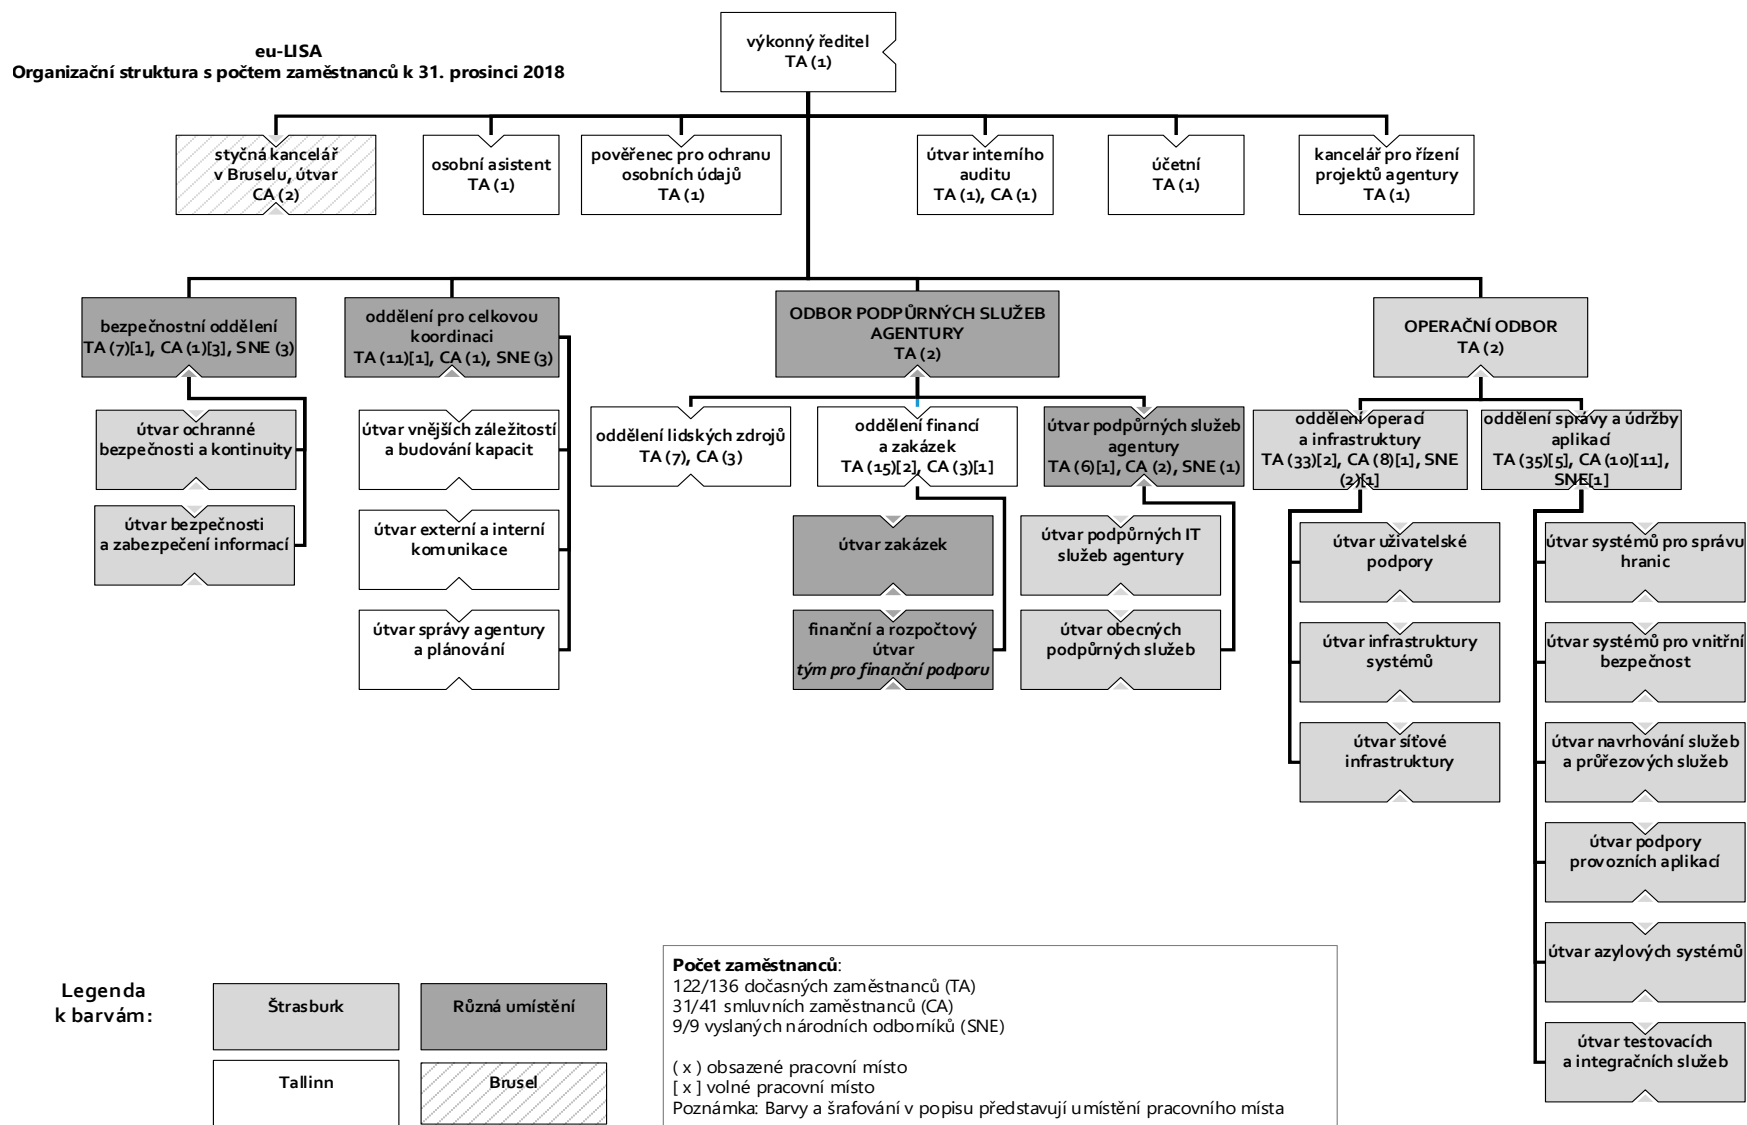 eu-LISA
Organizační struktura s počtem zaměstnanců k 31. prosinci 2018
výkonný ředitel
TA (1)
styčná kancelář
v Bruselu, útvar
CA (2)
osobní asistent
TA (1)
pověřenec pro ochranu
osobních údajů
TA (1)
útvar interního
auditu
TA (1), CA (1)
účetní
TA (1)
kancelář pro řízení
projektů agentury
TA (1)
bezpečnostní oddělení
TA (7)[1], CA (1)[3], SNE (3)
oddělení pro celkovou
koordinaci
TA (11)[1], CA (1), SNE (3)
ODBOR PODPŮRNÝCH SLUŽEB
AGENTURY
TA (2)
OPERAČNÍ ODBOR
TA (2)
útvar ochranné
bezpečnosti a kontinuity
útvar bezpečnosti
a zabezpečení informací
útvar vnějších záležitostí
a budování kapacit
útvar externí a interní
komunikace
útvar správy agentury
a plánování
oddělení lidských zdrojů
TA (7), CA (3)
oddělení financí
a zakázek
TA (15)[2], CA (3)[1]
útvar podpůrných služeb
agentury
TA (6)[1], CA (2), SNE (1)
útvar zakázek
finanční a rozpočtový
útvar
tým pro finanční podporu
útvar podpůrných IT
služeb agentury
útvar obecných
podpůrných služeb
oddělení operací
a infrastruktury
TA (33)[2], CA (8)[1], SNE
(2)[1]
oddělení správy a údržby
aplikací
TA (35)[5], CA (10)[11],
SNE[1]
útvar uživatelské
podpory
útvar infrastruktury
systémů
útvar síťové
infrastruktury
útvar systémů pro správu
hranic
útvar systémů pro vnitřní
bezpečnost
útvar navrhování služeb
a průřezových služeb
útvar podpory
provozních aplikací
útvar azylových systémů
útvar testovacích
a integračních služeb
Legenda
k barvám:
Štrasburk
Různá umístění
Tallinn
Brusel
Počet zaměstnanců:
122/136 dočasných zaměstnanců (TA)
31/41 smluvních zaměstnanců (CA)
9/9 vyslaných národních odborníků (SNE)
( x ) obsazené pracovní místo
[ x ] volné pracovní místo
Poznámka: Barvy a šrafování v popisu představují umístění pracovního místa